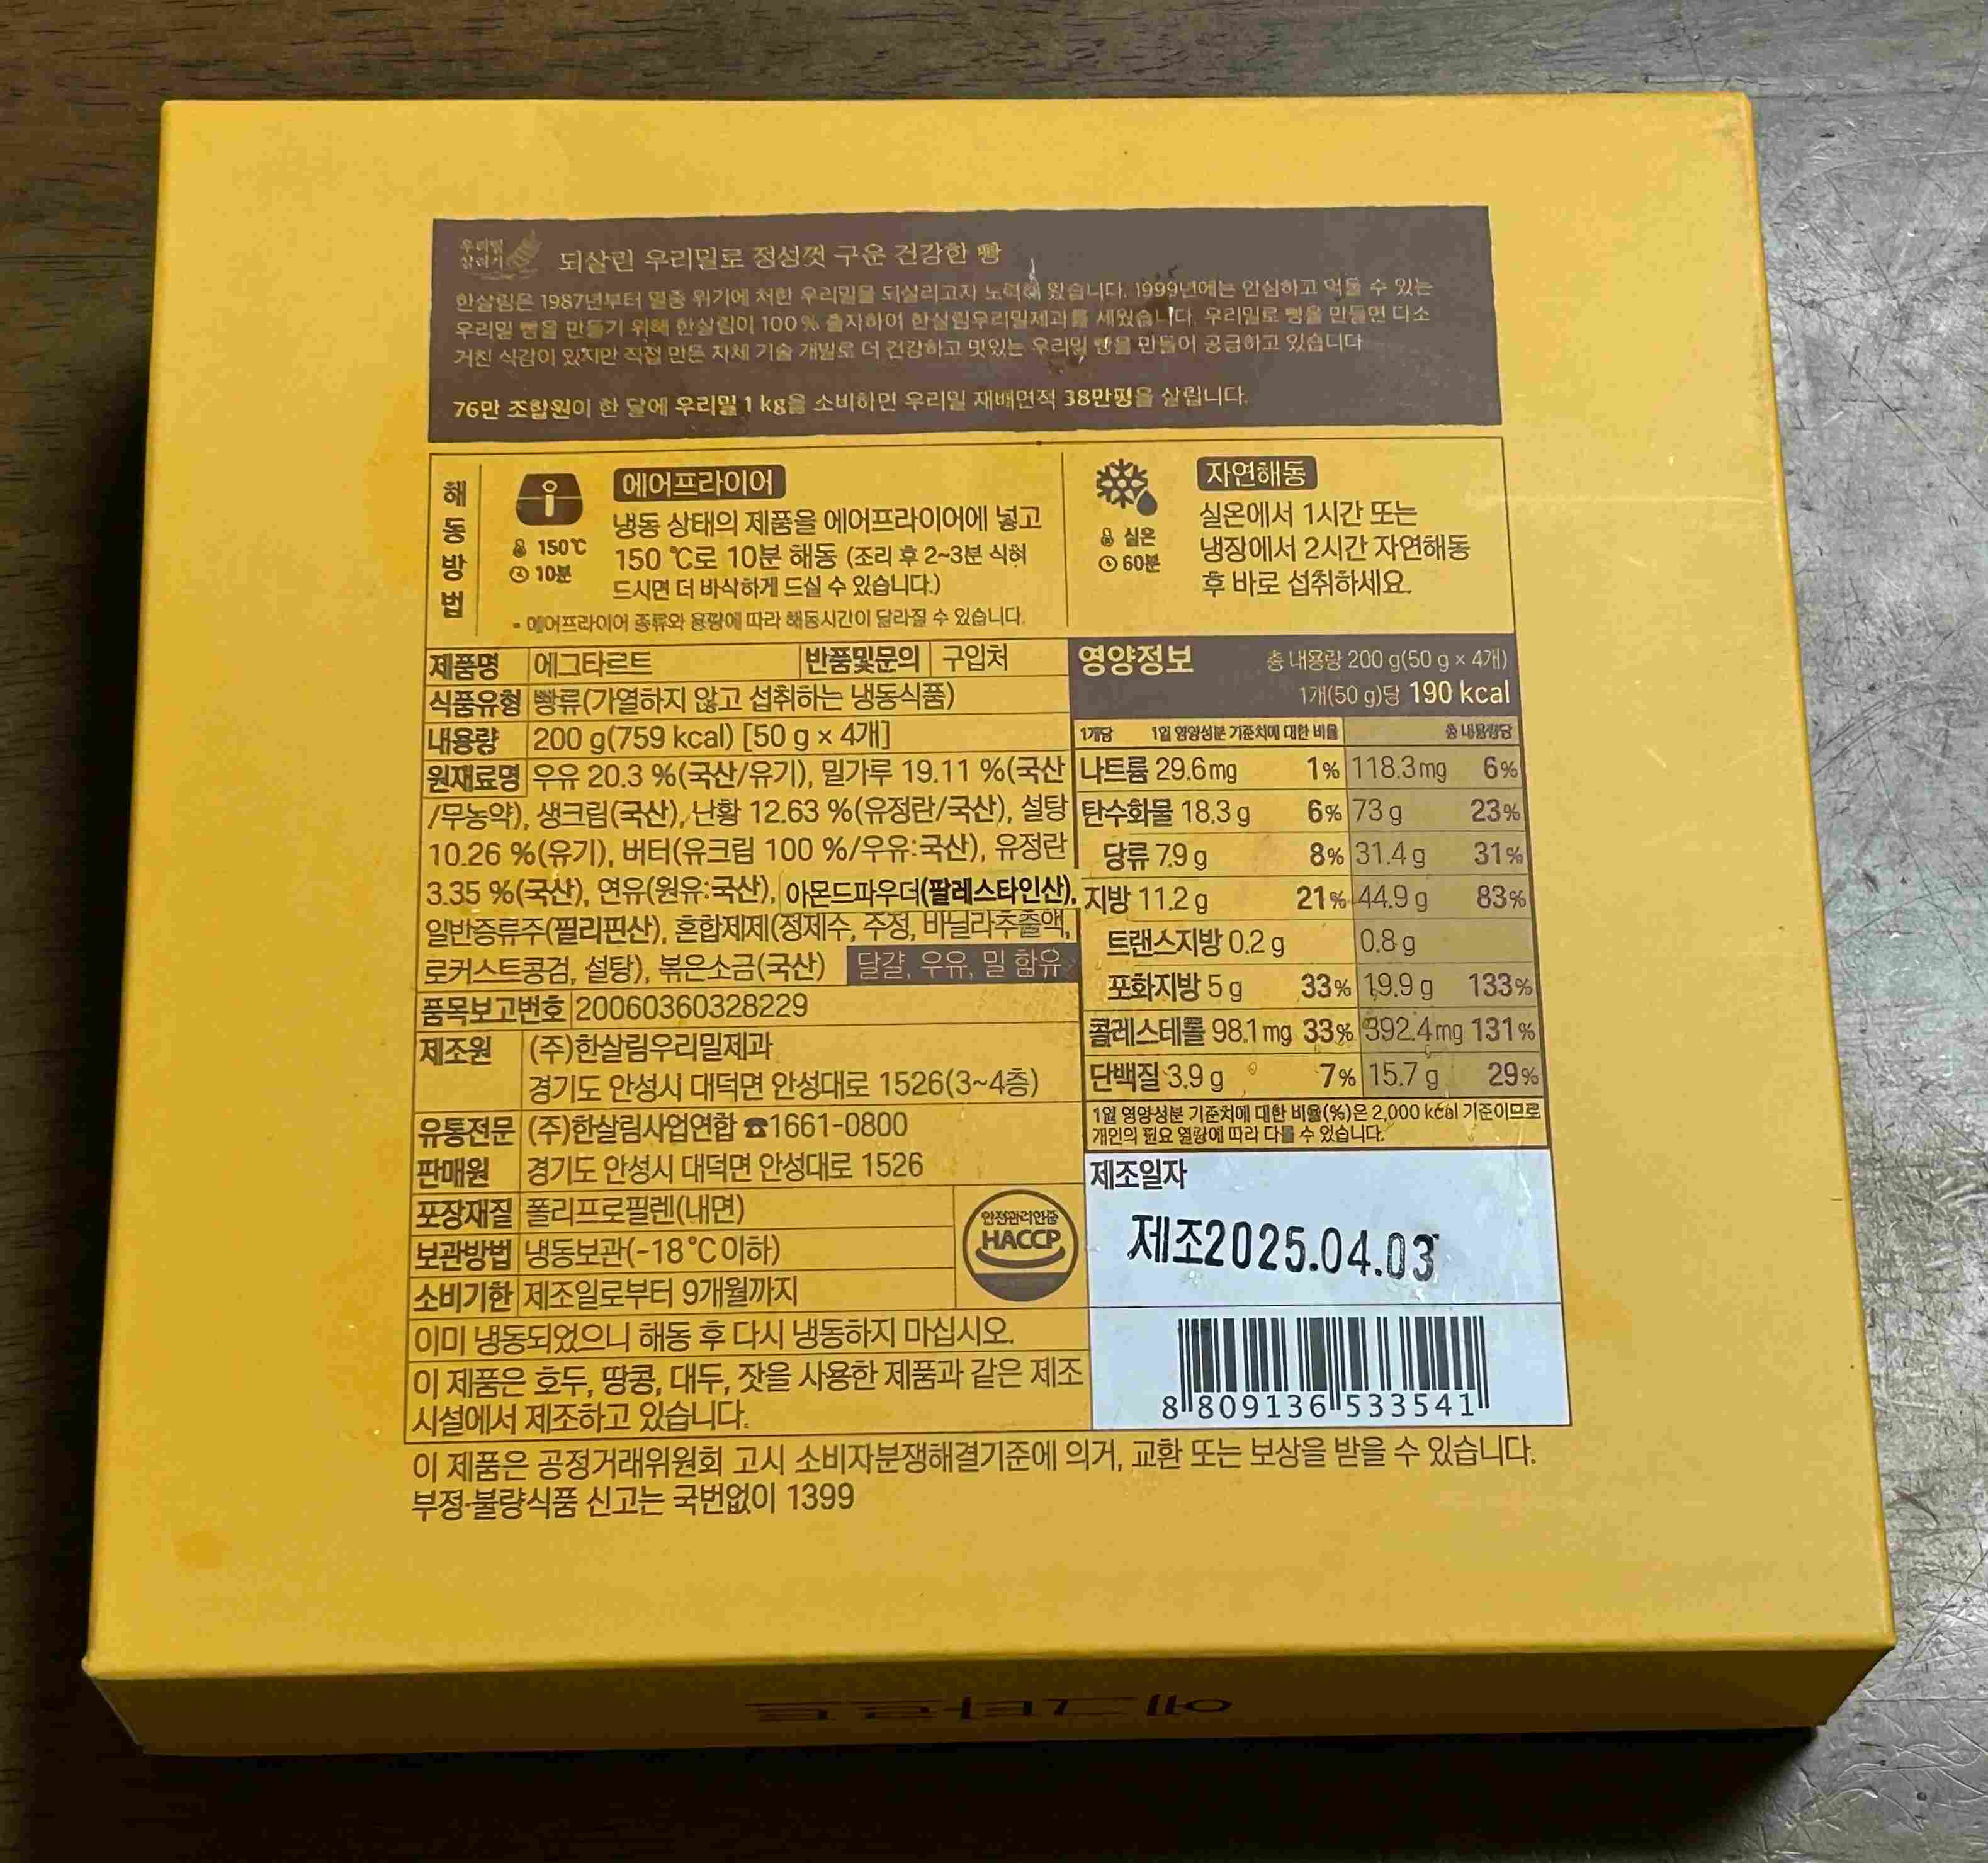 우리밀
살리기
되살린 우리밀로 정성껏 구운 건강한 빵
한살림은 1987년부터 멸종 위기에 처한 우리밀을 되살리고자 노력해 왔습니다. 1999년에는 안심하고 먹을 수 있는
우리밀 빵을 만들기 위해 한살림이 100% 출자하여 한살림우리밀제과를 세웠습니다. 우리밀로 빵을 만들면 다소
거친 식감이 있지만 직접 만든 자체 기술 개발로 더 건강하고 맛있는 우리밀 빵을 만들어 공급하고 있습니다
76만 조합원이 한 달에 우리밀 1 kg을 소비하면 우리밀 재배면적 38만평을 살립니다.
해동방법
에어프라이어
150℃
10분
냉동 상태의 제품을 에어프라이어에 넣고
150 ℃로 10분 해동 (조리 후 2~3분 식혀
드시면 더 바삭하게 드실 수 있습니다.)
▫ 에어프라이어 종류와 용량에 따라 해동시간이 달라질 수 있습니다.
자연해동
실온
60분
실온에서 1시간 또는
냉장에서 2시간 자연해동
후 바로 섭취하세요.
제품명 에그타르트 반품및문의 구입처
식품유형 빵류(가열하지 않고 섭취하는 냉동식품)
내용량 200 g(759 kcal) [50 g × 4개]
원재료명 우유 20.3 %(국산/유기), 밀가루 19.11 %(국산
/무농약), 생크림(국산), 난황 12.63 %(유정란/국산), 설탕
10.26 %(유기), 버터(유크림 100 %/우유:국산), 유정란
3.35 %(국산), 연유(원유:국산), 아몬드파우더(팔레스타인산),
일반증류주(필리핀산), 혼합제제(정제수, 주정, 바닐라추출액,
로커스트콩검, 설탕), 볶은소금(국산) 달걀, 우유, 밀 함유
품목보고번호 20060360328229
제조원 (주)한살림우리밀제과
경기도 안성시 대덕면 안성대로 1526(3~4층)
유통전문 (주)한살림사업연합 ☎1661-0800
판매원 경기도 안성시 대덕면 안성대로 1526
포장재질 폴리프로필렌(내면)
보관방법 냉동보관(-18℃ 이하)
소비기한 제조일로부터 9개월까지
안전관리인증
HACCP
이미 냉동되었으니 해동 후 다시 냉동하지 마십시오.
이 제품은 호두, 땅콩, 대두, 잣을 사용한 제품과 같은 제조
시설에서 제조하고 있습니다.
영양정보 총 내용량 200 g(50 g × 4개)
1개(50 g)당 190 kcal
1개당 1일 영양성분 기준치에 대한 비율 총 내용량당
나트륨 29.6mg 1% 118.3mg 6%
탄수화물 18.3 g 6% 73 g 23%
당류 7.9 g 8% 31.4 g 31%
지방 11.2 g 21% 44.9 g 83%
트랜스지방 0.2 g 0.8 g
포화지방 5 g 33% 19.9 g 133%
콜레스테롤 98.1 mg 33% 392.4 mg 131%
단백질 3.9 g 7% 15.7 g 29%
1일 영양성분 기준치에 대한 비율(%)은 2,000 kcal 기준이므로
개인의 필요 열량에 따라 다를 수 있습니다.
제조일자
제조2025.04.03
8 809136 533541
이 제품은 공정거래위원회 고시 소비자분쟁해결기준에 의거, 교환 또는 보상을 받을 수 있습니다.
부정·불량식품 신고는 국번없이 1399
에그타르트